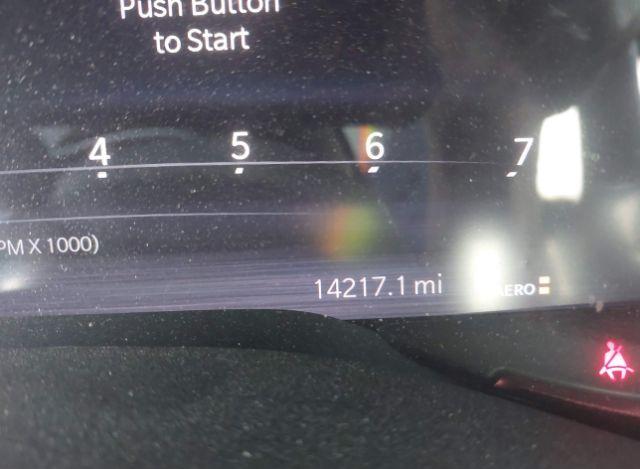 Push Button
to Start
4 5 6 7
PM X 1000)
14217.1 mi
AERO